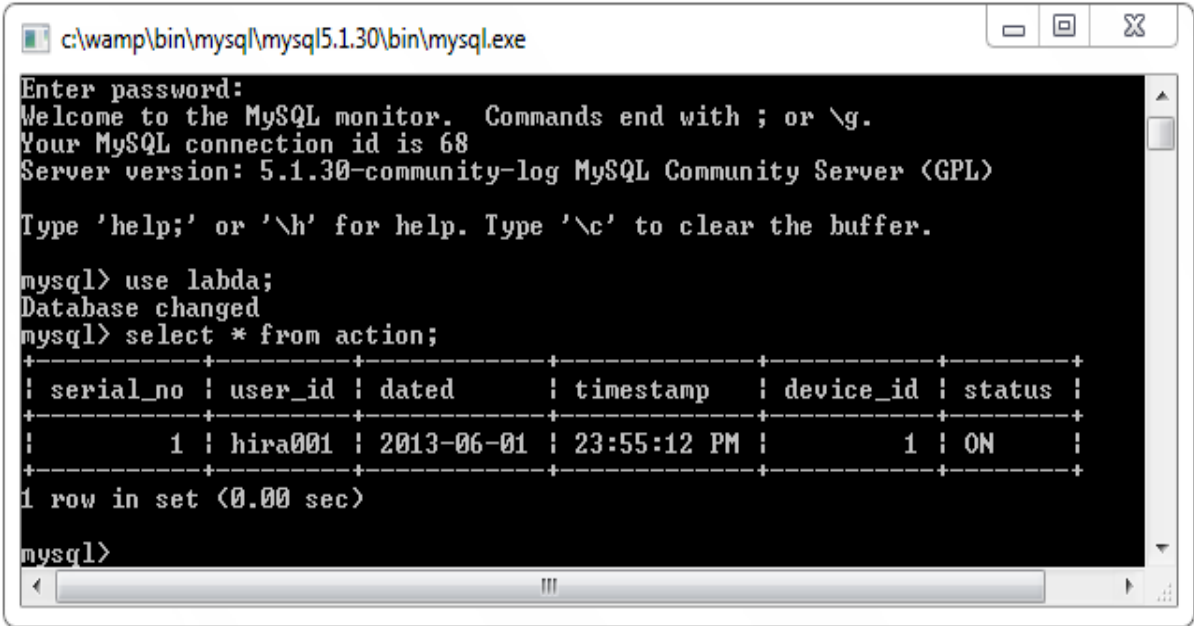 c:\wamp\bin\mysql\mysql5.1.30\bin\mysql.exe
Enter password:
Welcome to the MySQL monitor.  Commands end with ; or \g.
Your MySQL connection id is 68
Server version: 5.1.30-community-log MySQL Community Server (GPL)
Type 'help;' or '\h' for help. Type '\c' to clear the buffer.
mysql> use labda;
Database changed
mysql> select * from action;
+-----------+---------+------------+-------------+-----------+--------+
| serial_no | user_id | dated      | timestamp   | device_id | status |
+-----------+---------+------------+-------------+-----------+--------+
|         1 | hira001 | 2013-06-01 | 23:55:12 PM |         1 | ON     |
+-----------+---------+------------+-------------+-----------+--------+
1 row in set (0.00 sec)
mysql>